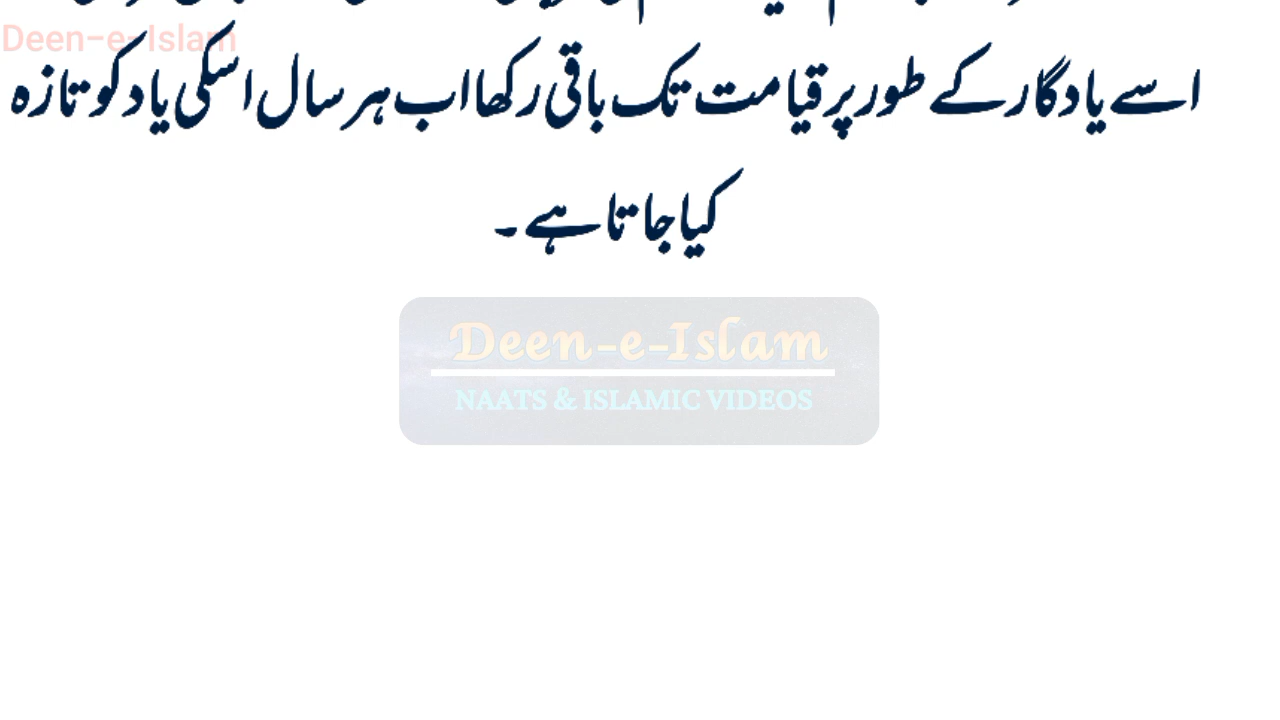 Deen-e-Islam
اسے یادگار کے طور پر قیامت تک باقی رکھا اب ہر سال اسکی یاد کو تازہ
کیا جاتا ہے۔
Deen-e-Islam
NAATS & ISLAMIC VIDEOS